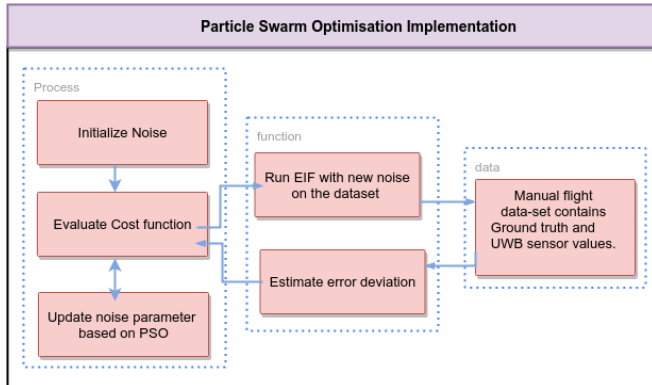 Particle Swarm Optimisation Implementation
Process
Initialize Noise
Evaluate Cost function
Update noise parameter
based on PSO
function
Run EIF with new noise
on the dataset
Estimate error deviation
data
Manual flight
data-set contains
Ground truth and
UWB sensor values.